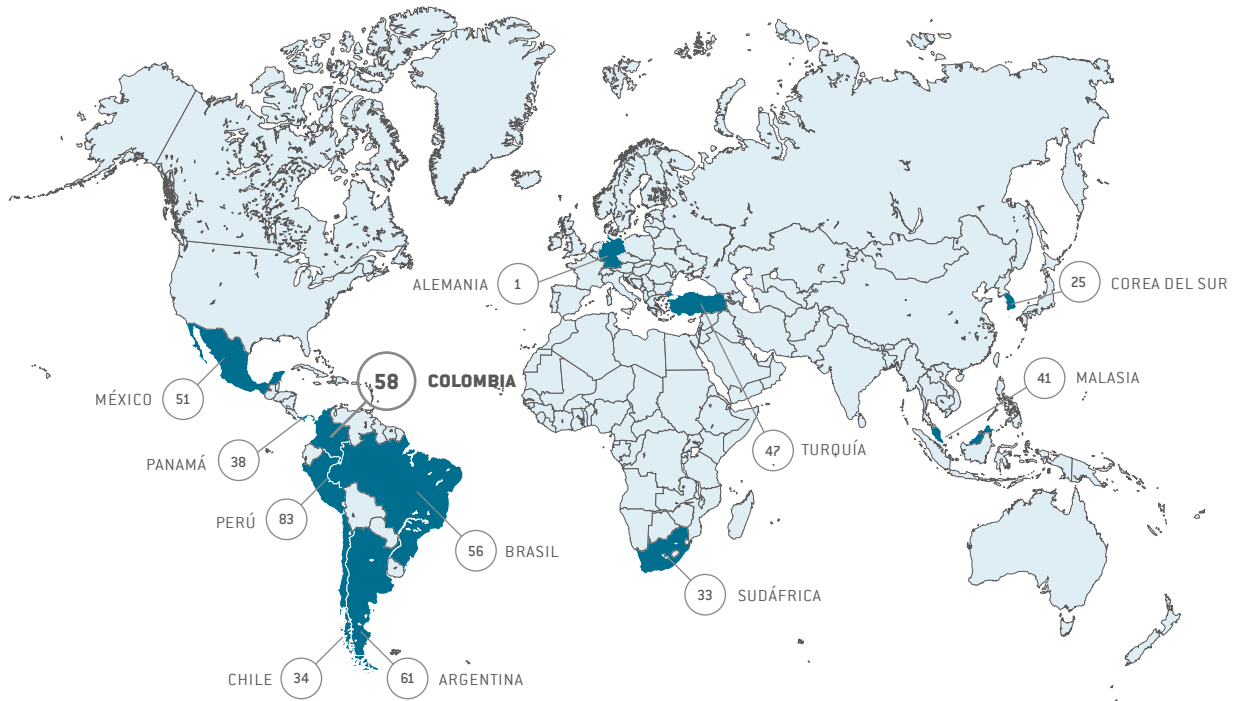 ALEMANIA 1
25 COREA DEL SUR
58 COLOMBIA
41 MALASIA
MÉXICO 51
47 TURQUÍA
PANAMÁ 38
PERÚ 83
56 BRASIL
33 SUDÁFRICA
CHILE 34
61 ARGENTINA